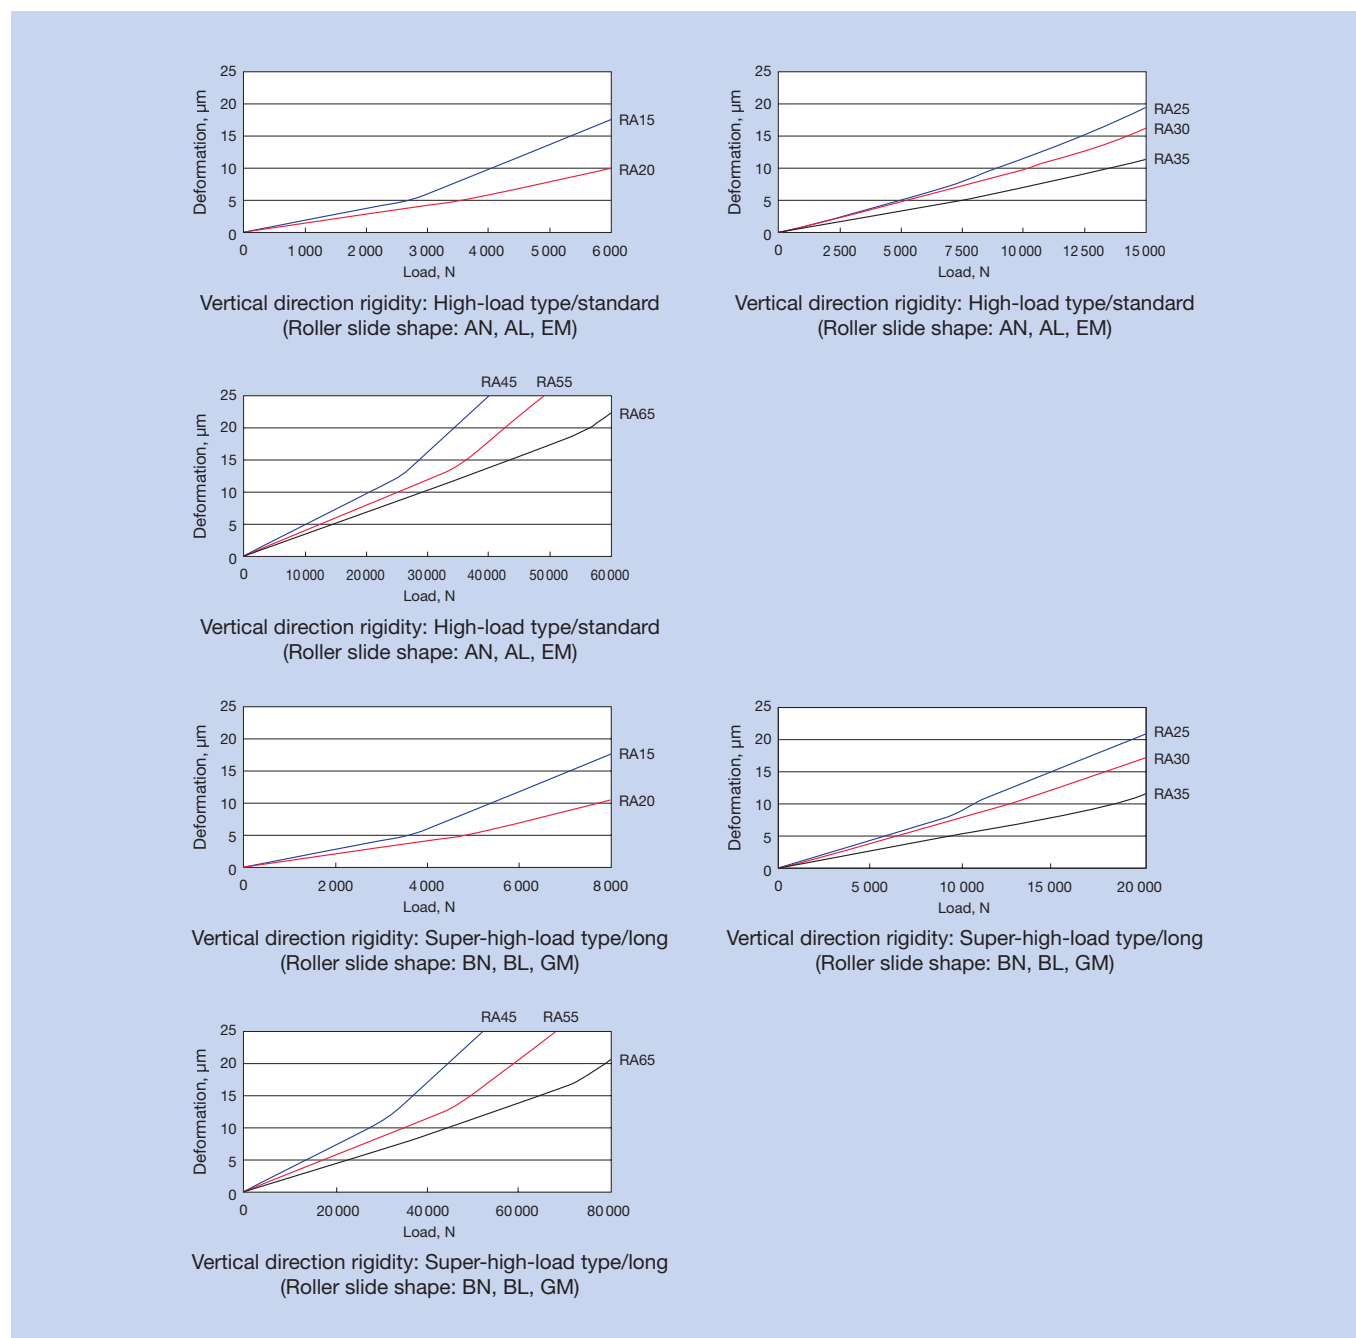 25
20
15
10
5
0
Deformation, μm
RA15
RA20
0 1 000 2 000 3 000 4 000 5 000 6 000
Load, N
Vertical direction rigidity: High-load type/standard
(Roller slide shape: AN, AL, EM)
25
20
15
10
5
0
Deformation, μm
RA25
RA30
RA35
0 2 500 5 000 7 500 10 000 12 500 15 000
Load, N
Vertical direction rigidity: High-load type/standard
(Roller slide shape: AN, AL, EM)
RA45 RA55
25
20
15
10
5
0
Deformation, μm
RA65
0 10 000 20 000 30 000 40 000 50 000 60 000
Load, N
Vertical direction rigidity: High-load type/standard
(Roller slide shape: AN, AL, EM)
25
20
15
10
5
0
Deformation, μm
RA15
RA20
0 2 000 4 000 6 000 8 000
Load, N
Vertical direction rigidity: Super-high-load type/long
(Roller slide shape: BN, BL, GM)
25
20
15
10
5
0
Deformation, μm
RA25
RA30
RA35
0 5 000 10 000 15 000 20 000
Load, N
Vertical direction rigidity: Super-high-load type/long
(Roller slide shape: BN, BL, GM)
RA45 RA55
25
20
15
10
5
0
Deformation, μm
RA65
0 20 000 40 000 60 000 80 000
Load, N
Vertical direction rigidity: Super-high-load type/long
(Roller slide shape: BN, BL, GM)